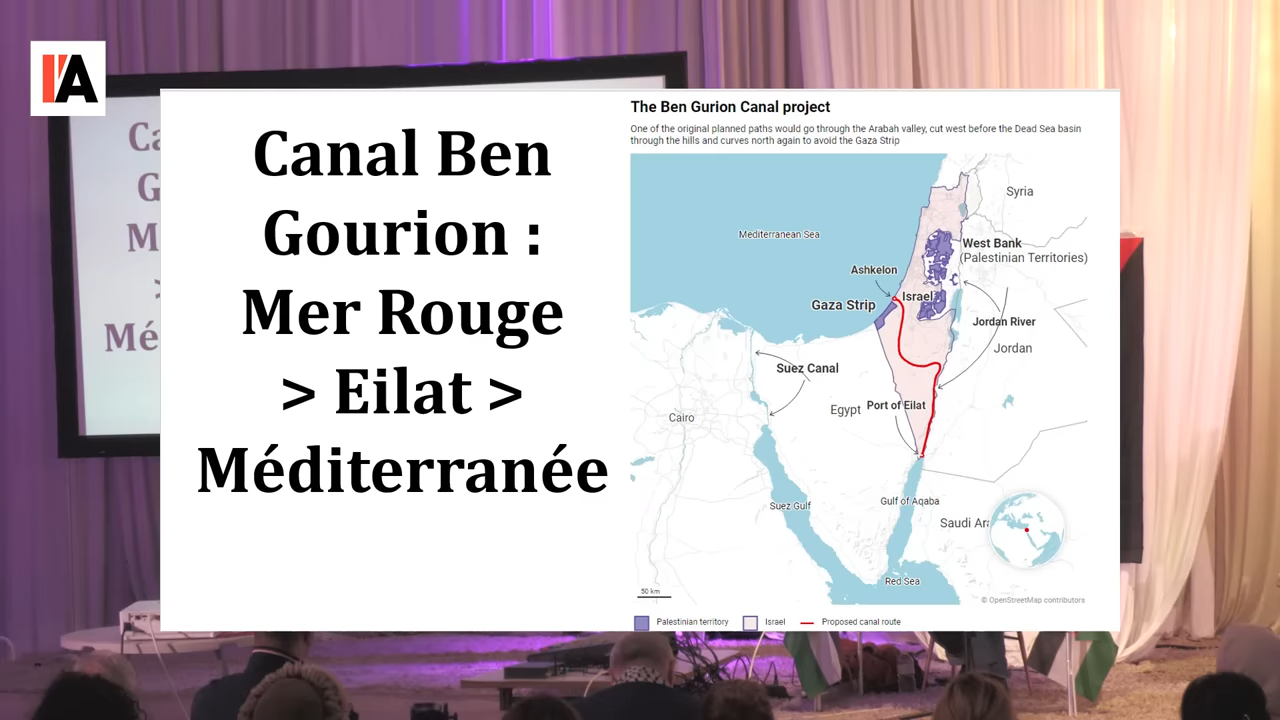 I'A
Ca
G
M
>
Mé
Canal Ben
Gourion :
Mer Rouge
> Eilat >
Méditerranée
The Ben Gurion Canal project
One of the original planned paths would go through the Arabah valley, cut west before the Dead Sea basin
through the hills and curves north again to avoid the Gaza Strip
Syria
Mediterranean Sea
West Bank
(Palestinian Territories)
Ashkelon
Israel
Gaza Strip
Jordan River
Jordan
Suez Canal
Egypt
Port of Eilat
Cairo
Suez Gulf
Gulf of Aqaba
Saudi Ara
Red Sea
50 km
© OpenStreetMap contributors
Palestinian territory
Israel
Proposed canal route